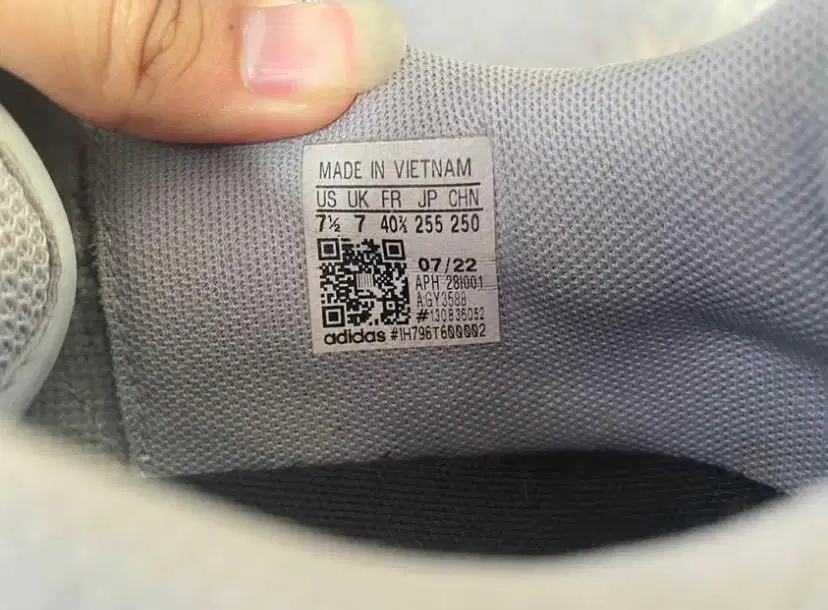 MADE IN VIETNAM
US UK FR JP CHN
7½ 7 40⅔ 255 250
07/22
APH 28I001
AGY3588
#130836052
adidas #1H796T600002